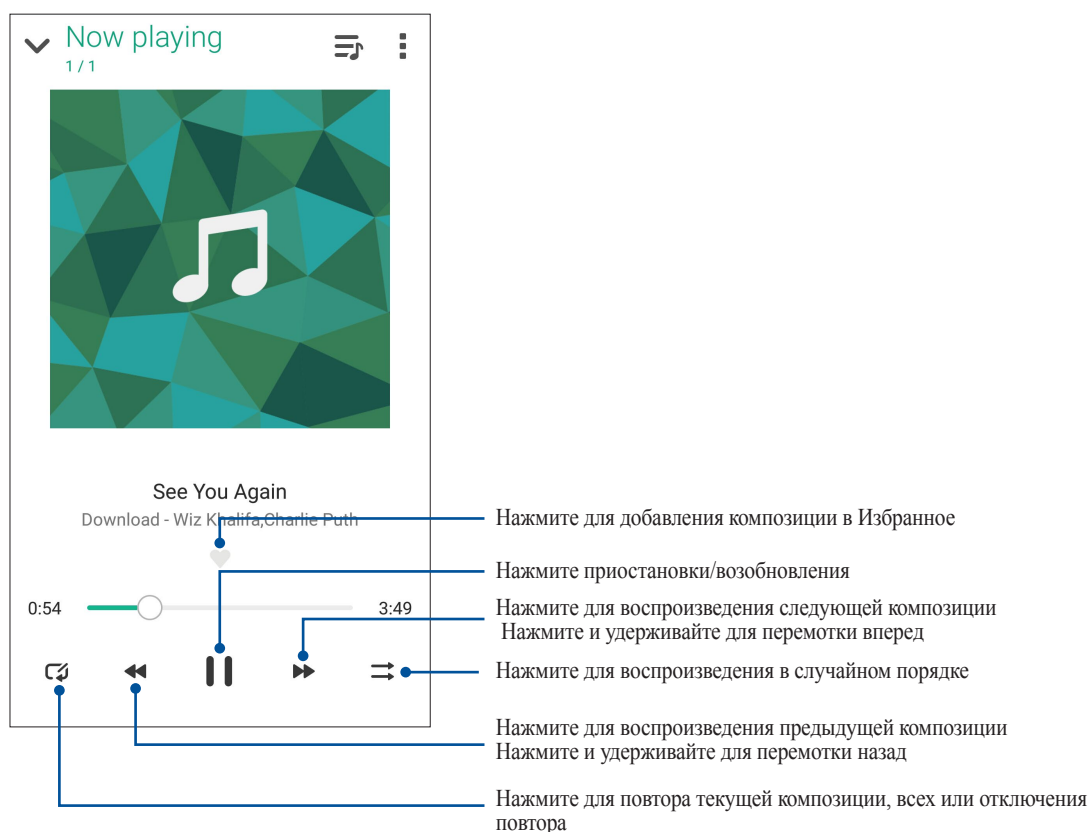 Now playing
1 / 1
See You Again
Download - Wiz Khalifa,Charlie Puth
Нажмите для добавления композиции в Избранное
Нажмите приостановки/возобновления
0:54
3:49
Нажмите для воспроизведения следующей композиции
Нажмите и удерживайте для перемотки вперед
Нажмите для воспроизведения в случайном порядке
Нажмите для воспроизведения предыдущей композиции
Нажмите и удерживайте для перемотки назад
Нажмите для повтора текущей композиции, всех или отключения
повтора